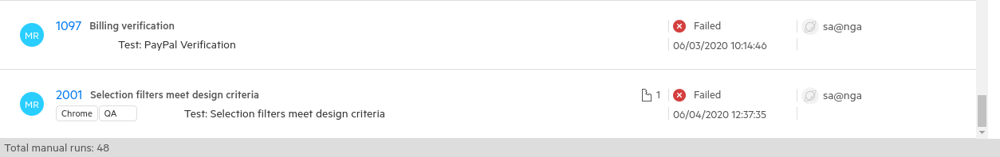 MR 1097 Billing verification Failed sa@nga
Test: PayPal Verification 06/03/2020 10:14:46
MR 2001 Selection filters meet design criteria 1 Failed sa@nga
Chrome QA Test: Selection filters meet design criteria 06/04/2020 12:37:35
Total manual runs: 48